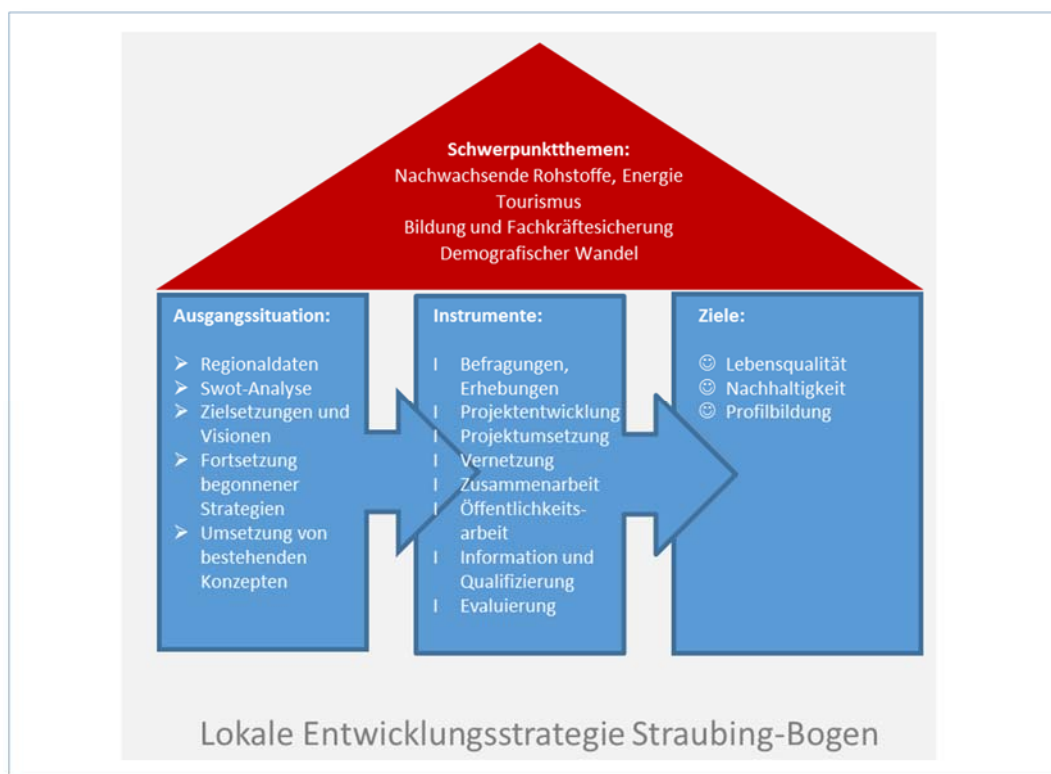 Schwerpunktthemen:
Nachwachsende Rohstoffe, Energie
Tourismus
Bildung und Fachkräftesicherung
Demografischer Wandel
Ausgangssituation:
➢ Regionaldaten
➢ Swot-Analyse
➢ Zielsetzungen und
Visionen
➢ Fortsetzung
begonnener
Strategien
➢ Umsetzung von
bestehenden
Konzepten
Instrumente:
I Befragungen,
Erhebungen
I Projektentwicklung
I Projektumsetzung
I Vernetzung
I Zusammenarbeit
I Öffentlichkeits-
arbeit
I Information und
Qualifizierung
I Evaluierung
Ziele:
☺ Lebensqualität
☺ Nachhaltigkeit
☺ Profilbildung
Lokale Entwicklungsstrategie Straubing-Bogen